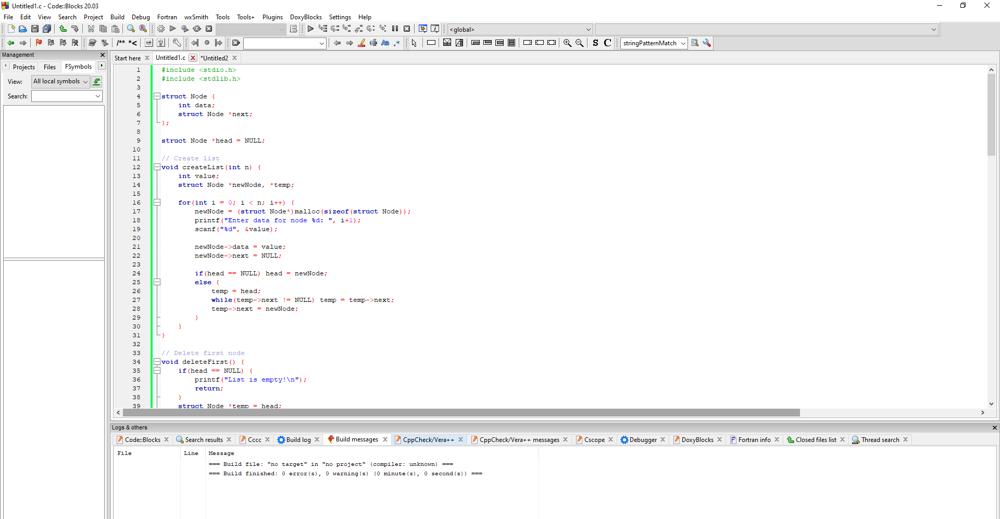 Untitled1.c - Code::Blocks 20.03
File Edit View Search Project Build Debug Fortran wxSmith Tools Tools+ Plugins DoxyBlocks Settings Help
<global>
/** *< Aa .* S C stringPatternMatch
Management
Projects Files FSymbols
View: All local symbols
Search:
Start here Untitled1.c *Untitled2
1 #include <stdio.h>
2 #include <stdlib.h>
3
4 struct Node {
5     int data;
6     struct Node *next;
7 };
8
9 struct Node *head = NULL;
10
11 // Create list
12 void createList(int n) {
13     int value;
14     struct Node *newNode, *temp;
15
16     for(int i = 0; i < n; i++) {
17         newNode = (struct Node*)malloc(sizeof(struct Node));
18         printf("Enter data for node %d: ", i+1);
19         scanf("%d", &value);
20
21         newNode->data = value;
22         newNode->next = NULL;
23
24         if(head == NULL) head = newNode;
25         else {
26             temp = head;
27             while(temp->next != NULL) temp = temp->next;
28             temp->next = newNode;
29         }
30     }
31 }
32
33 // Delete first node
34 void deleteFirst() {
35     if(head == NULL) {
36         printf("List is empty!\n");
37         return;
38     }
39     struct Node *temp = head;
Logs & others
Code::Blocks Search results Cccc Build log Build messages CppCheck/Vera++ CppCheck/Vera++ messages Cscope Debugger DoxyBlocks Fortran info Closed files list Thread search
File Line Message
=== Build file: "no target" in "no project" (compiler: unknown) ===
=== Build finished: 0 error(s), 0 warning(s) (0 minute(s), 0 second(s)) ===